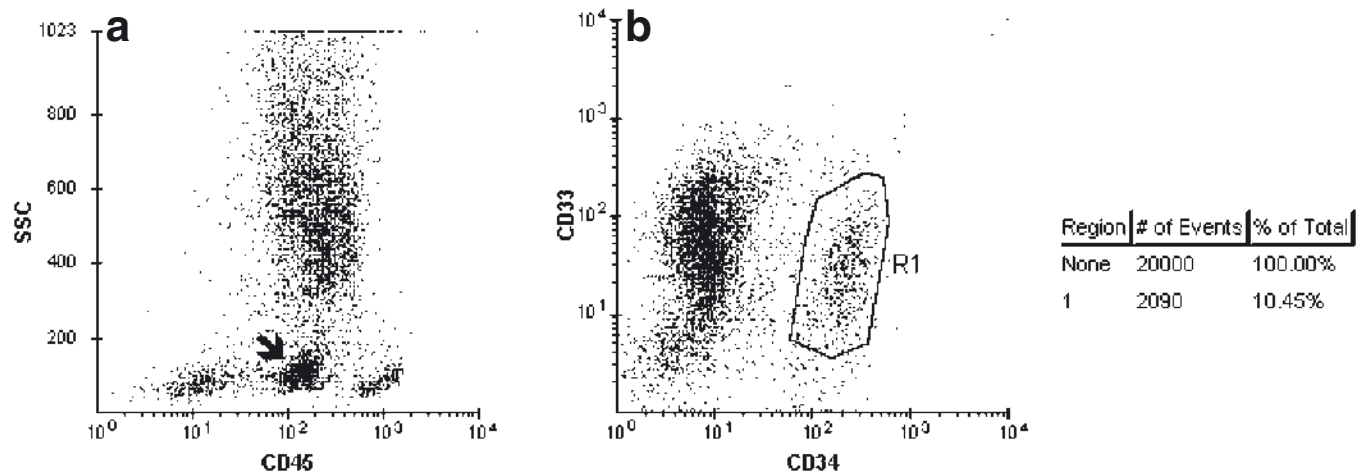 a
1023
800
600
400
200
SSC
10^0 10^1 10^-2 10^-3 10^4
CD45
b
10^4
10^-3
10^2
10^1
CD33
R1
10^0 10^1 10^2 10^-3 10^4
CD34
Region # of Events % of Total
None 20000 100.00%
1 2090 10.45%